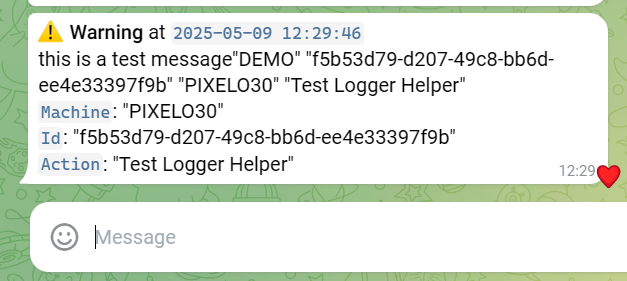 ⚠️ Warning at 2025-05-09 12:29:46
this is a test message"DEMO" "f5b53d79-d207-49c8-bb6d-
ee4e33397f9b" "PIXELO30" "Test Logger Helper"
Machine: "PIXELO30"
Id: "f5b53d79-d207-49c8-bb6d-ee4e33397f9b"
Action: "Test Logger Helper"
12:29
Message